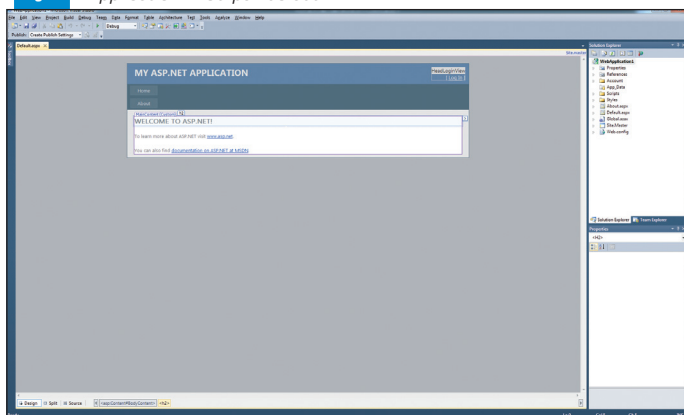 File Edit View Project Build Debug Team Data Format Table Architecture Test Tools Analyze Window Help
Debug
Publish: Create Publish Settings
Default.aspx
Site.master
Solution Explorer
WebApplication1
Properties
References
Account
App_Data
Scripts
Styles
About.aspx
Default.aspx
Global.asax
Site.Master
Web.config
MY ASP.NET APPLICATION
HeadLoginView
[ Log In ]
Home
About
MainContent (Custom)
WELCOME TO ASP.NET!
To learn more about ASP.NET visit www.asp.net.
You can also find documentation on ASP.NET at MSDN.
Solution Explorer Team Explorer
Properties
<H2>
Design Split Source <asp:Content#BodyContent> <h2>